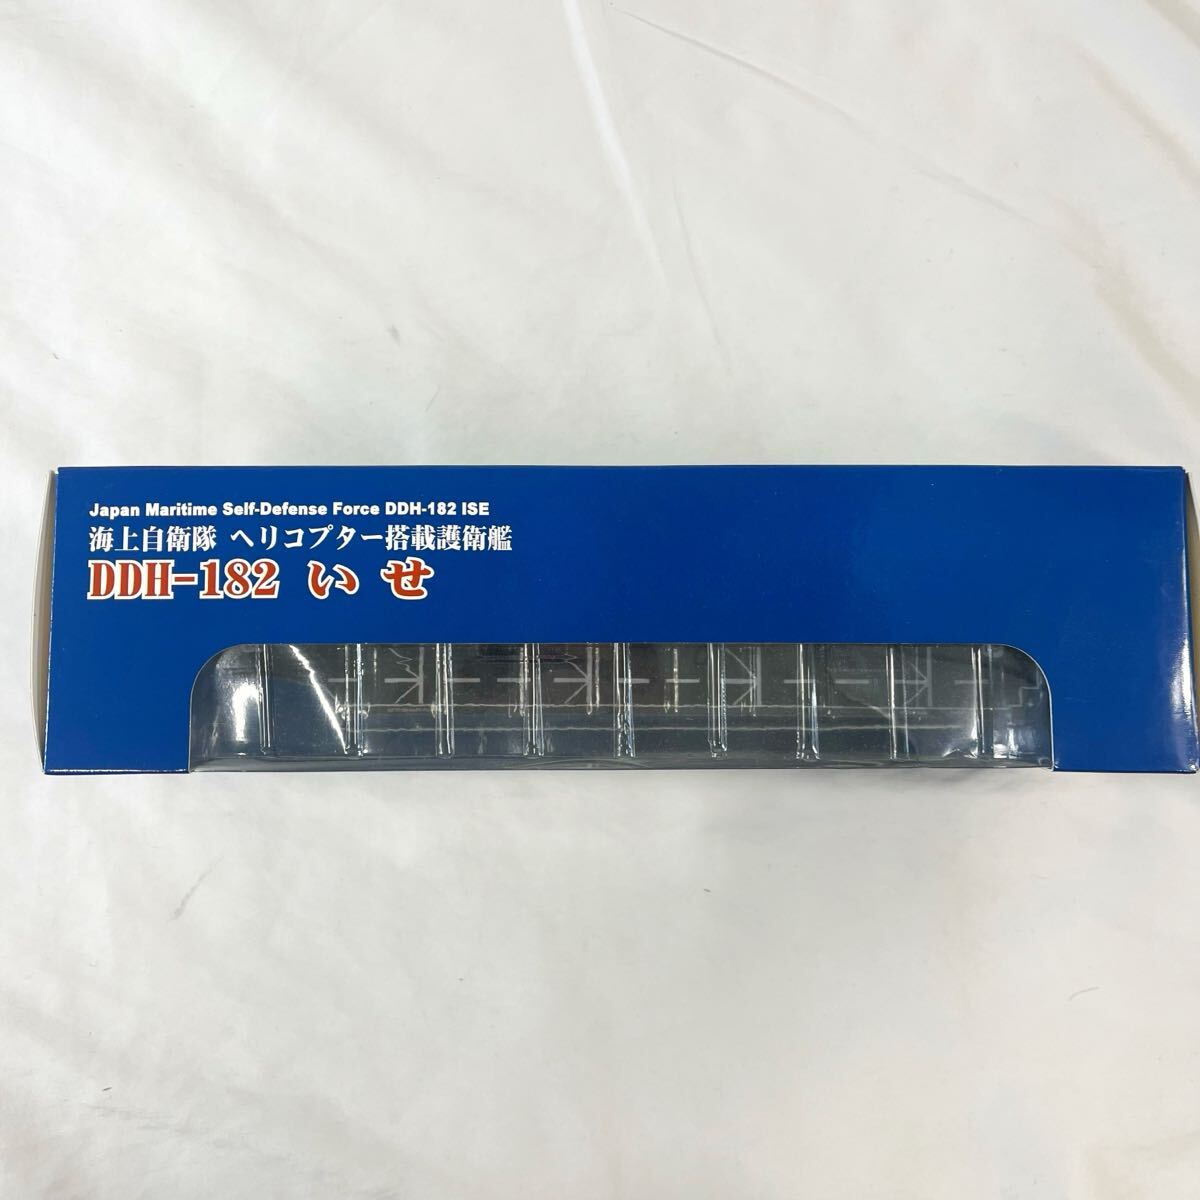 Japan Maritime Self-Defense Force DDH-182 ISE
海上自衛隊 ヘリコプター搭載護衛艦
DDH-182 いせ